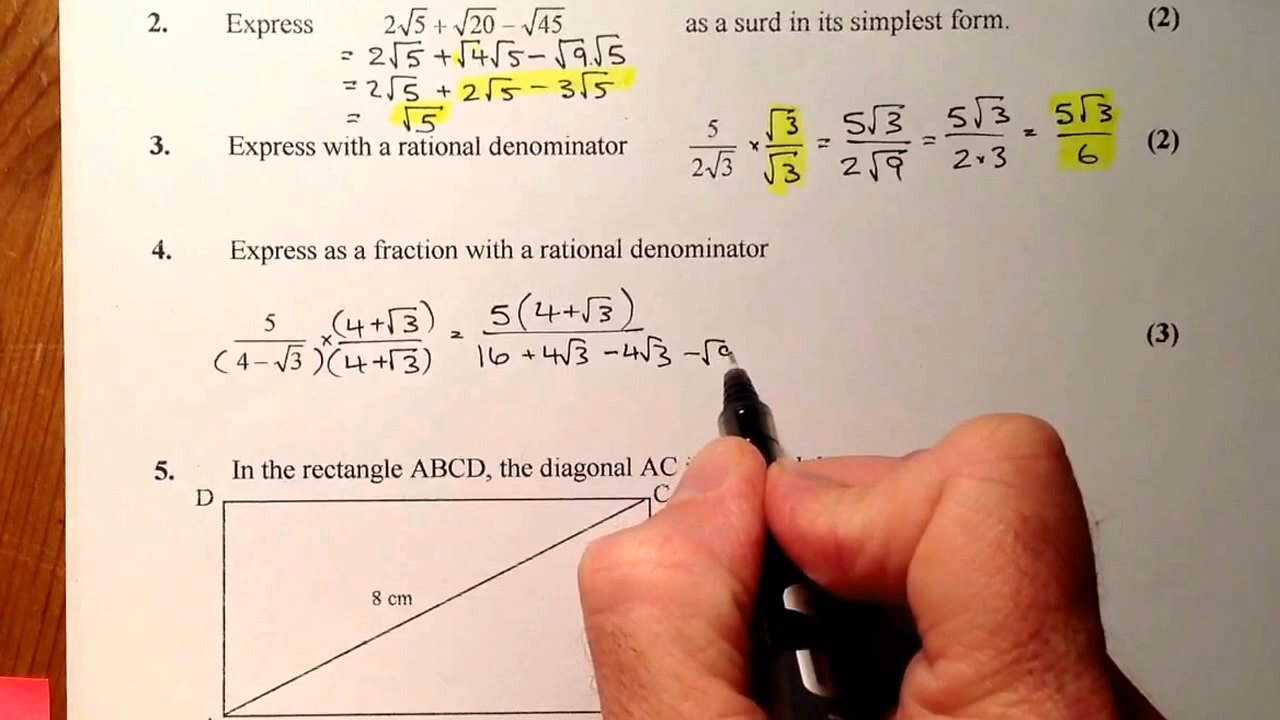 2. Express 2√5 + √20 – √45 as a surd in its simplest form. (2)
= 2√5 + √4√5 – √9.√5
= 2√5 + 2√5 – 3√5
= √5
3. Express with a rational denominator 5/(2√3) × √3/√3 = 5√3/(2√9) = 5√3/(2×3) = 5√3/6 (2)
4. Express as a fraction with a rational denominator
5/(4 – √3) × (4+√3)/(4+√3) = 5(4+√3)/(16 + 4√3 – 4√3 – √9 (3)
5. In the rectangle ABCD, the diagonal AC
D C
8 cm